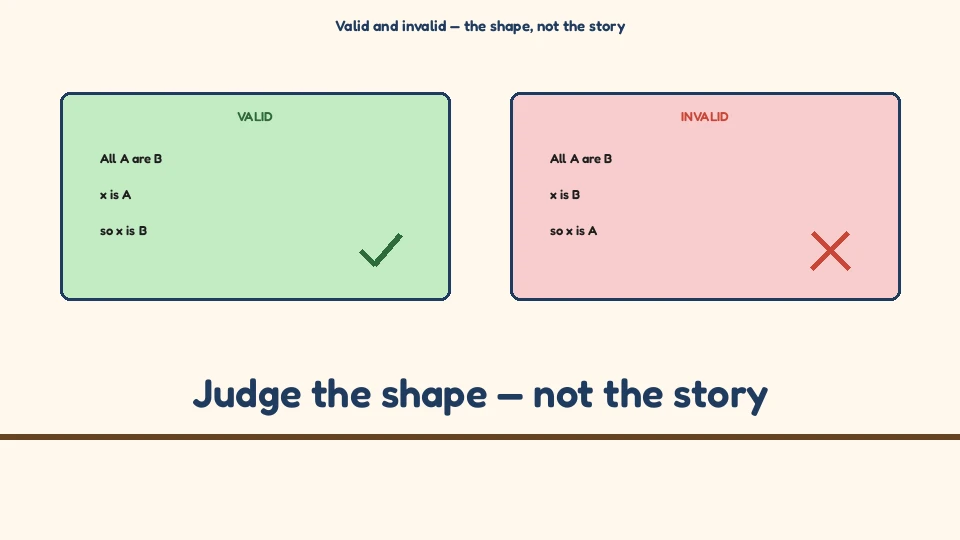 Valid and invalid — the shape, not the story
VALID
All A are B
x is A
so x is B
INVALID
All A are B
x is B
so x is A
Judge the shape — not the story